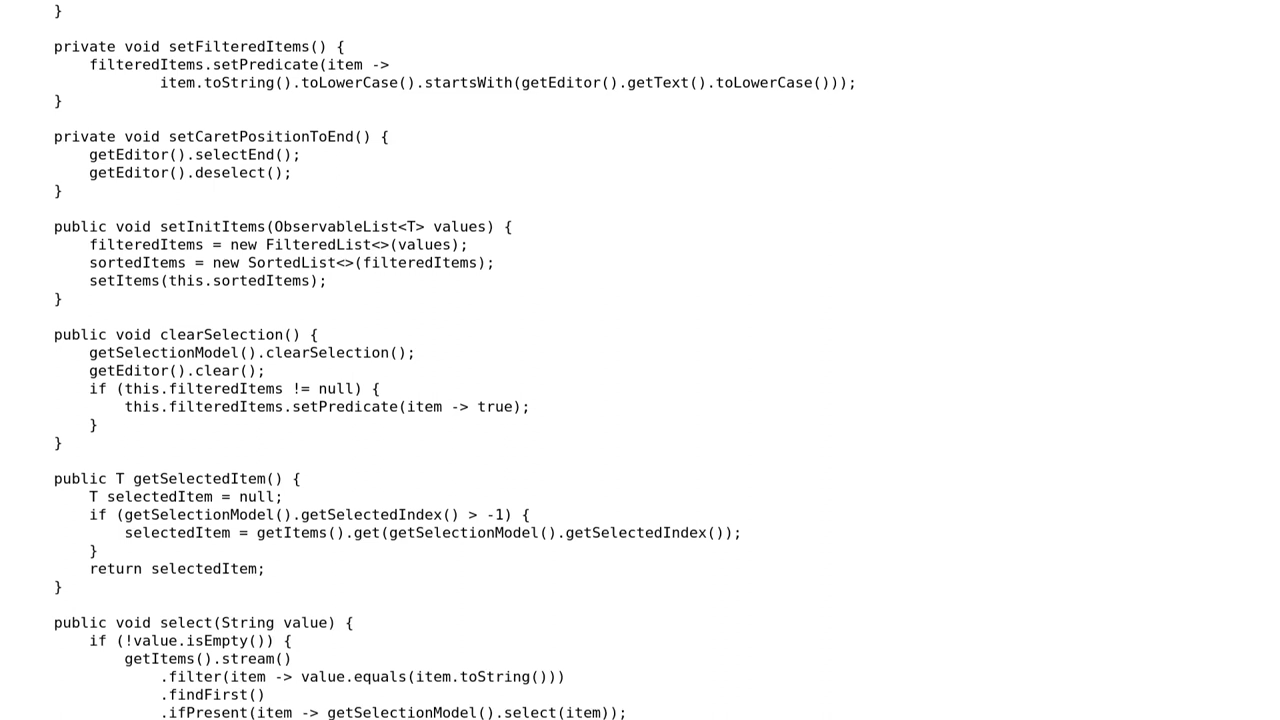 }
private void setFilteredItems() {
filteredItems.setPredicate(item ->
item.toString().toLowerCase().startsWith(getEditor().getText().toLowerCase()));
}
private void setCaretPositionToEnd() {
getEditor().selectEnd();
getEditor().deselect();
}
public void setInitItems(ObservableList<T> values) {
filteredItems = new FilteredList<>(values);
sortedItems = new SortedList<>(filteredItems);
setItems(this.sortedItems);
}
public void clearSelection() {
getSelectionModel().clearSelection();
getEditor().clear();
if (this.filteredItems != null) {
this.filteredItems.setPredicate(item -> true);
}
}
public T getSelectedItem() {
T selectedItem = null;
if (getSelectionModel().getSelectedIndex() > -1) {
selectedItem = getItems().get(getSelectionModel().getSelectedIndex());
}
return selectedItem;
}
public void select(String value) {
if (!value.isEmpty()) {
getItems().stream()
.filter(item -> value.equals(item.toString()))
.findFirst()
.ifPresent(item -> getSelectionModel().select(item));